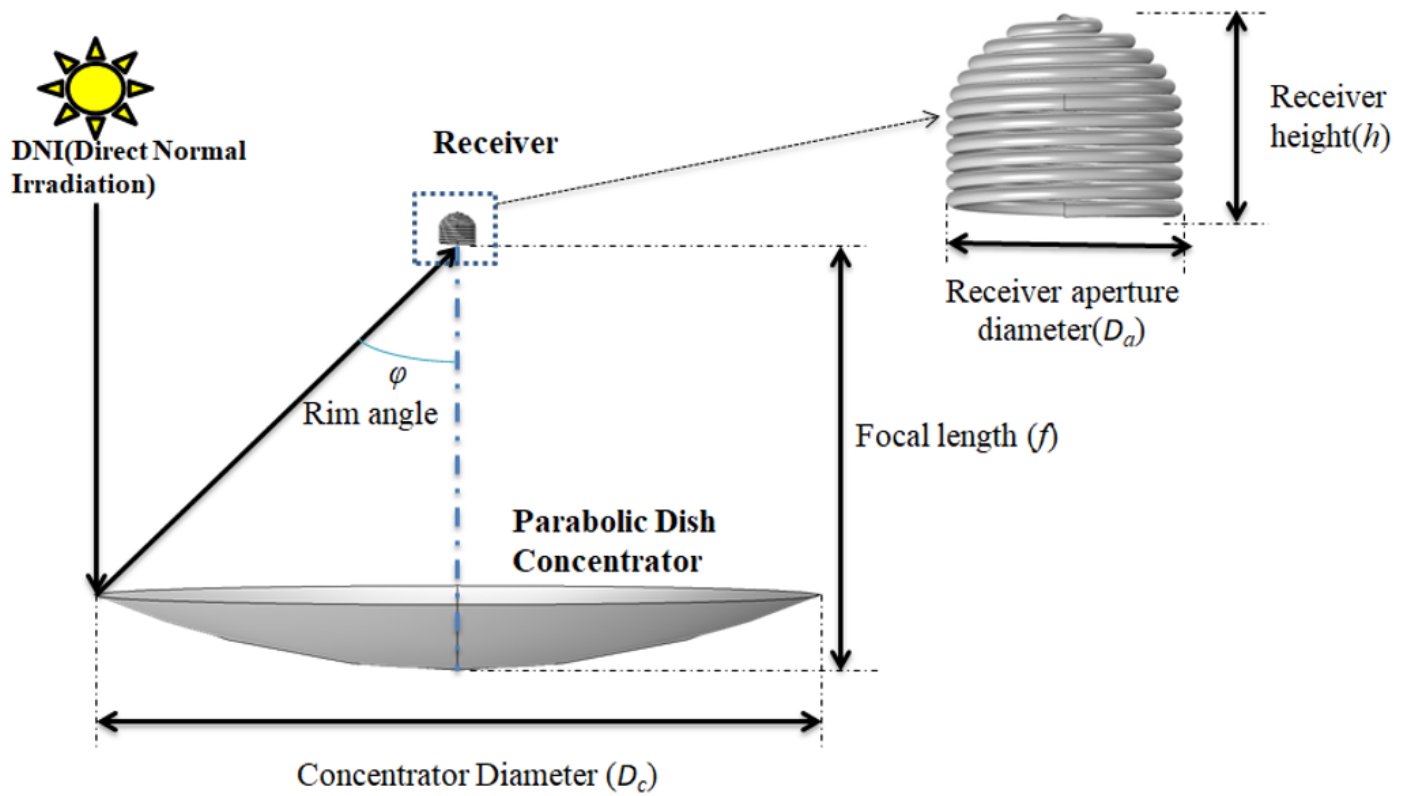 DNI(Direct Normal
Irradiation)
Receiver
Receiver
height(h)
Receiver aperture
diameter(Dₐ)
φ
Rim angle
Focal length (f)
Parabolic Dish
Concentrator
Concentrator Diameter (D_c)